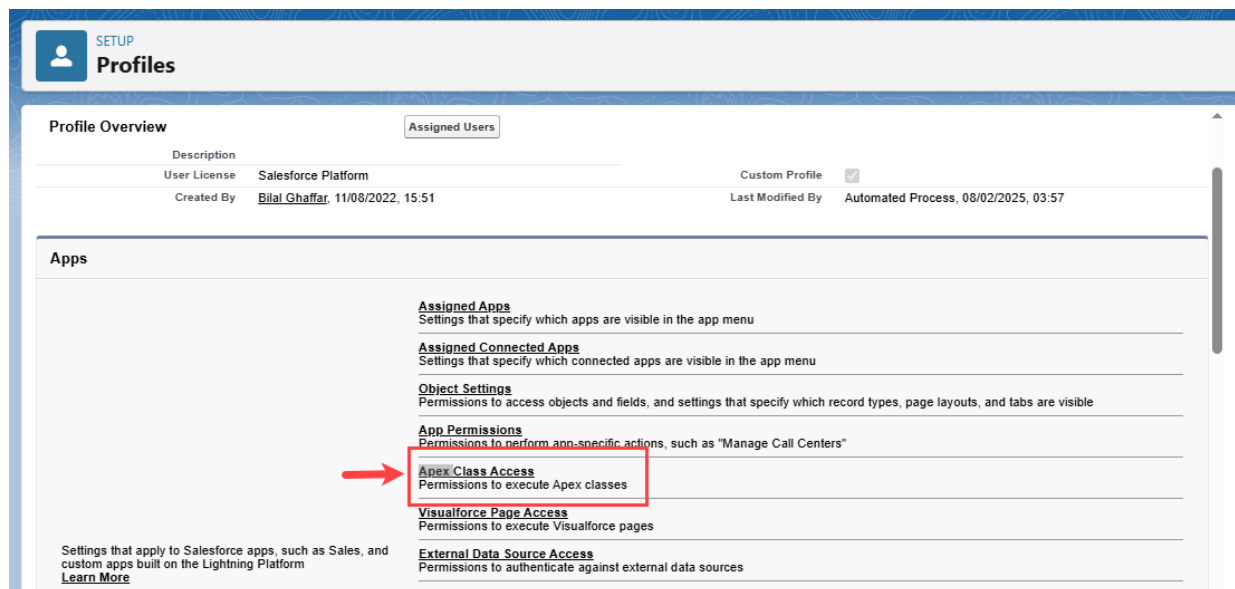 SETUP
Profiles
Profile Overview
Assigned Users
Description
User License Salesforce Platform
Custom Profile
Created By Bilal Ghaffar, 11/08/2022, 15:51
Last Modified By Automated Process, 08/02/2025, 03:57
Apps
Assigned Apps
Settings that specify which apps are visible in the app menu
Assigned Connected Apps
Settings that specify which connected apps are visible in the app menu
Object Settings
Permissions to access objects and fields, and settings that specify which record types, page layouts, and tabs are visible
App Permissions
Permissions to perform app-specific actions, such as "Manage Call Centers"
Apex Class Access
Permissions to execute Apex classes
Visualforce Page Access
Permissions to execute Visualforce pages
Settings that apply to Salesforce apps, such as Sales, and
custom apps built on the Lightning Platform
Learn More
External Data Source Access
Permissions to authenticate against external data sources